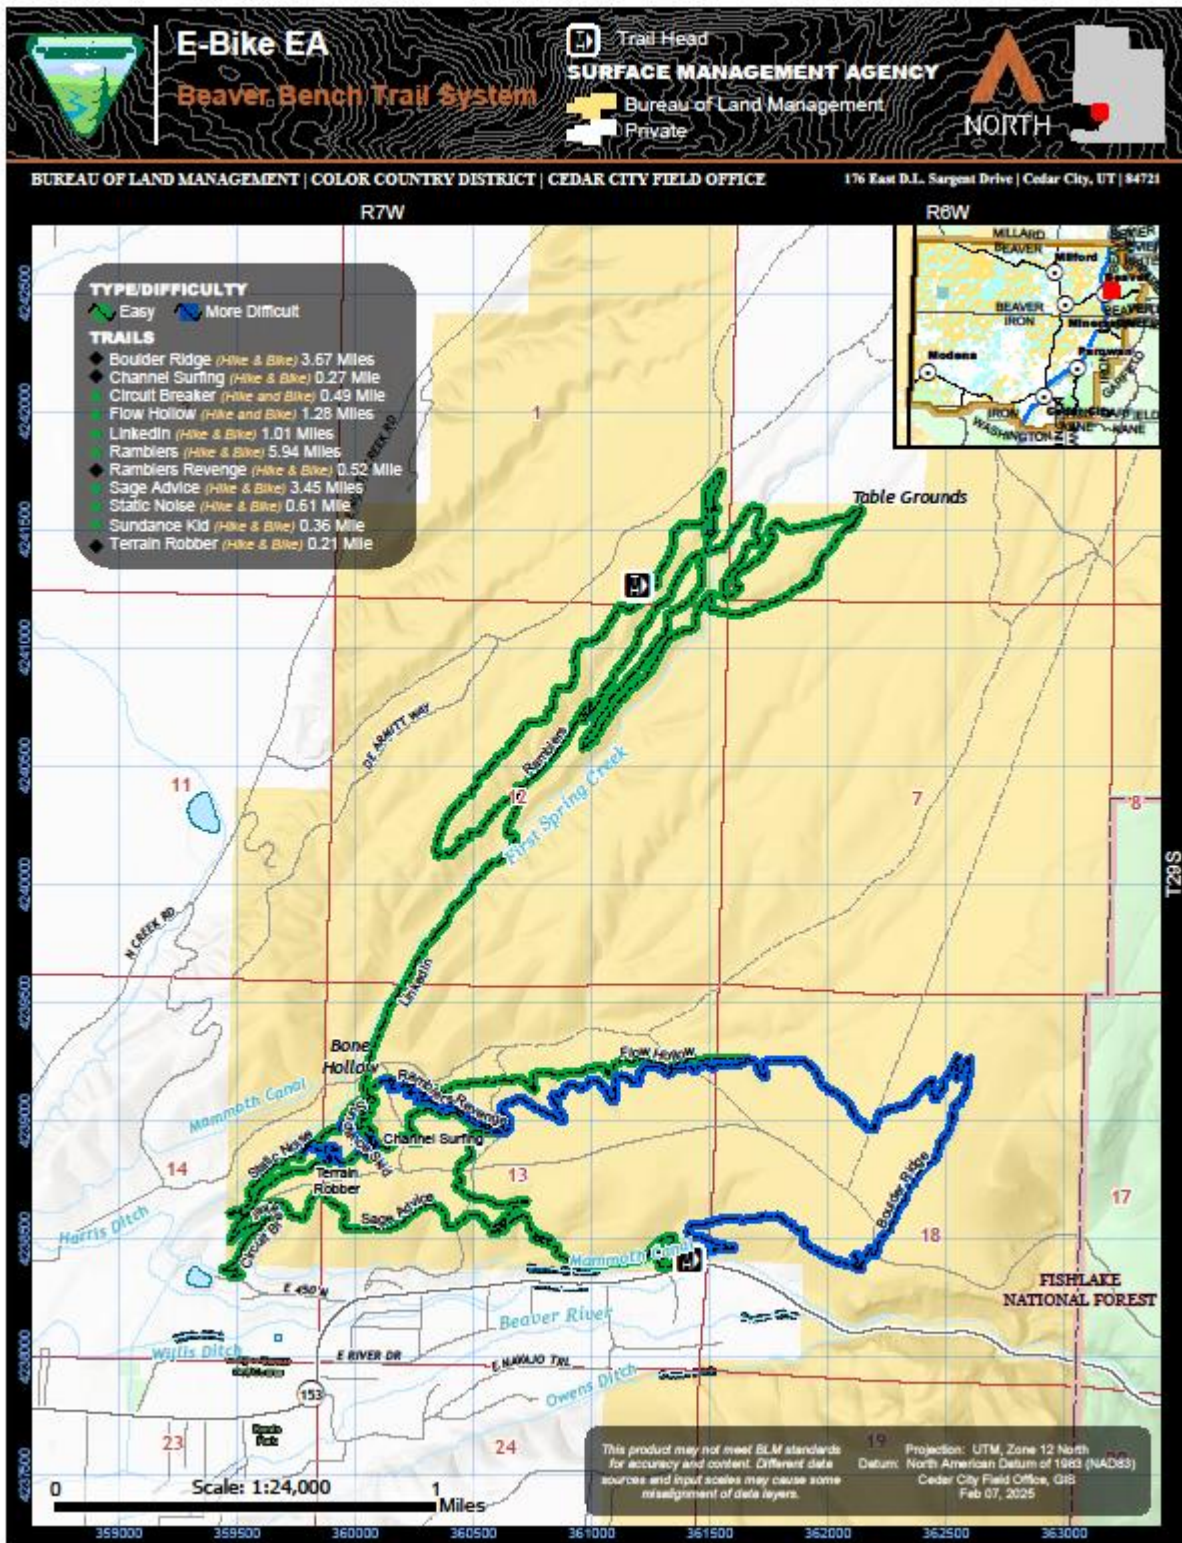 E-Bike EA
Beaver Bench Trail System
Trail Head
SURFACE MANAGEMENT AGENCY
Bureau of Land Management
Private
NORTH
BUREAU OF LAND MANAGEMENT | COLOR COUNTRY DISTRICT | CEDAR CITY FIELD OFFICE
176 East D.L. Sargent Drive | Cedar City, UT | 84721
R7W
R6W
TYPE/DIFFICULTY
Easy
More Difficult
TRAILS
Boulder Ridge (Hike & Bike) 3.67 Miles
Channel Surfing (Hike & Bike) 0.27 Mile
Circuit Breaker (Hike and Bike) 0.49 Mile
Flow Hollow (Hike and Bike) 1.28 Miles
LinkedIn (Hike & Bike) 1.01 Miles
Ramblers (Hike & Bike) 5.94 Miles
Ramblers Revenge (Hike & Bike) 0.52 Mile
Sage Advice (Hike & Bike) 3.45 Miles
Static Noise (Hike & Bike) 0.61 Mile
Sundance Kid (Hike & Bike) 0.36 Mile
Terrain Robber (Hike & Bike) 0.21 Mile
MILLARD
BEAVER
Milford
BEAVER
IRON
Modena
Parowan
IRON
WASHINGTON
GARFIELD
KANE
1
Table Grounds
DE ARMITT WAY
Ramblers
12
First Spring Creek
11
7
8
T29S
N CREEK RD
LinkedIn
Bone
Hollow
Flow Hollow
Ramblers Revenge
Mammoth Canal
Channel Surfing
Static Noise
14
Terrain
Robber
13
17
Sage Advice
Boulder Ridge
Harris Ditch
18
Mammoth Canal
FISHLAKE
NATIONAL FOREST
E 450 N
Beaver River
Willis Ditch
E RIVER DR
E NAVAJO TRL
Owens Ditch
153
23
24
19
Scale: 1:24,000
0
1
Miles
This product may not meet BLM standards
for accuracy and content. Different data
sources and input scales may cause some
misalignment of data layers.
Projection: UTM, Zone 12 North
Datum: North American Datum of 1983 (NAD83)
Cedar City Field Office, GIS
Feb 07, 2025
4242500
4242000
4241500
4241000
4240500
4240000
4239500
4239000
4238500
4238000
4237500
359000
359500
360000
360500
361000
361500
362000
362500
363000